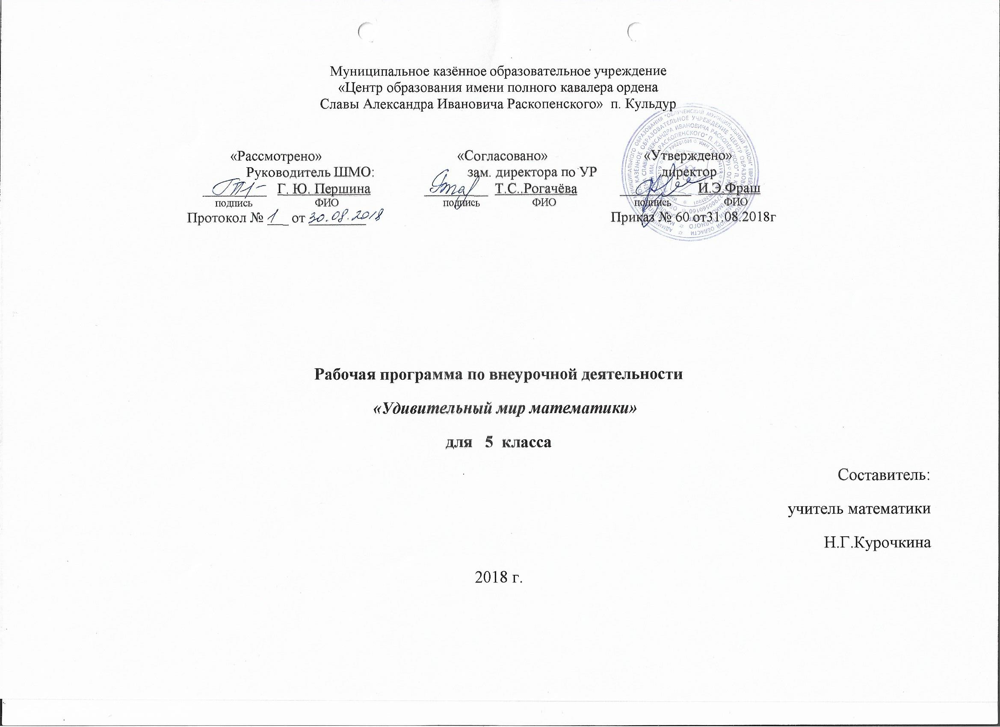 Муниципальное казённое образовательное учреждение
«Центр образования имени полного кавалера ордена
Славы Александра Ивановича Раскопенского» п. Кульдур
«Рассмотрено» «Согласовано» «Утверждено»
Руководитель ШМО: зам. директора по УР директор
Г. Ю. Першина Т.С..Рогачёва И.Э.Фраш
подпись ФИО подпись ФИО подпись ФИО
Протокол № 1 от 30.08.2018 Приказ № 60 от31.08.2018г
Рабочая программа по внеурочной деятельности
«Удивительный мир математики»
для 5 класса
Составитель:
учитель математики
Н.Г.Курочкина
2018 г.